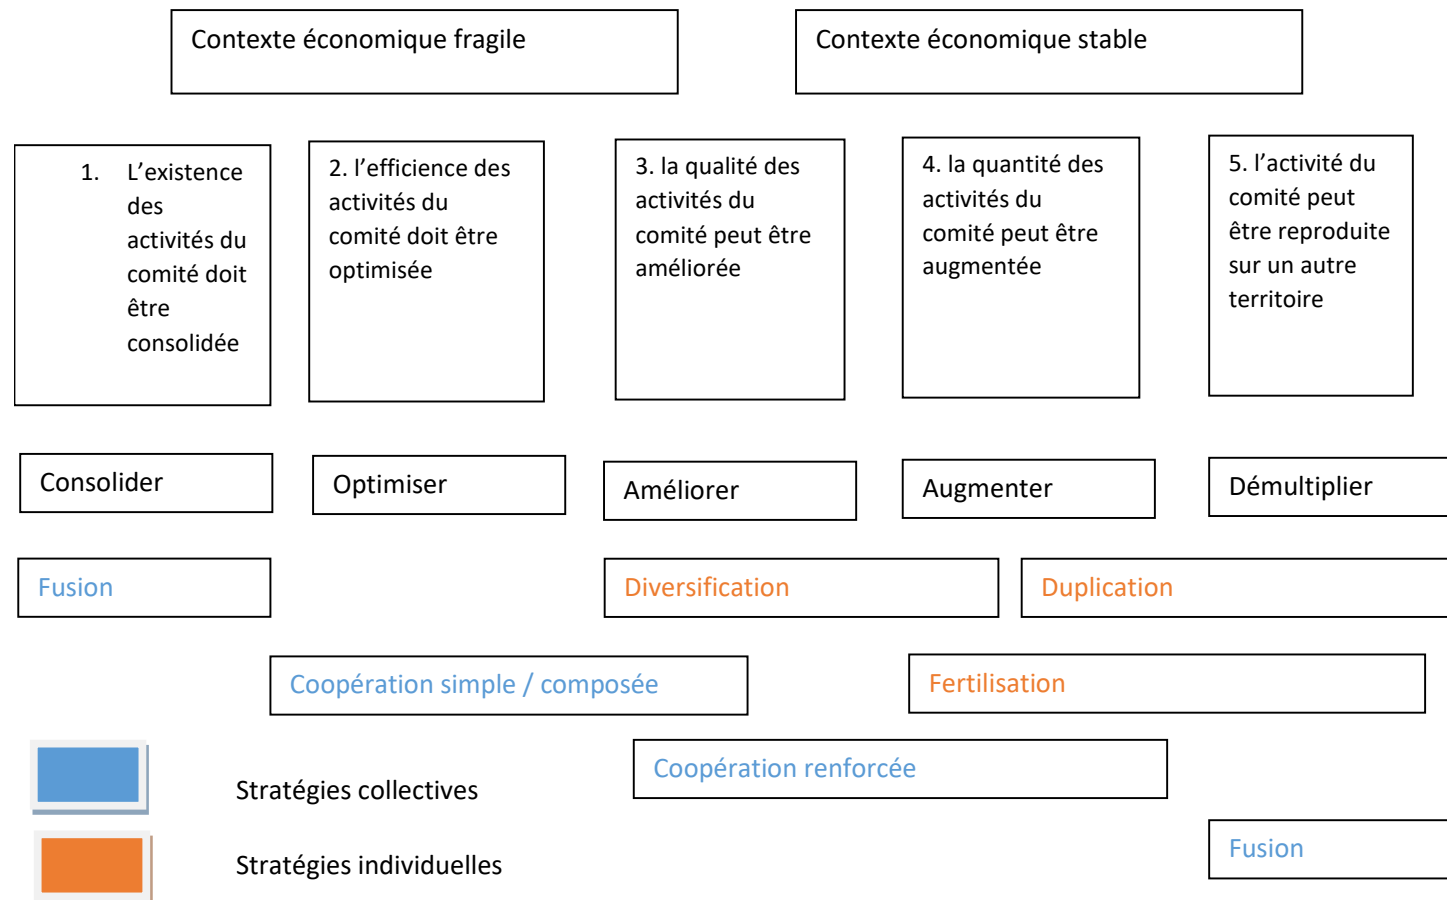 Contexte économique fragile
Contexte économique stable
1. L’existence
des
activités du
comité doit
être
consolidée
2. l’efficience des
activités du
comité doit être
optimisée
3. la qualité des
activités du
comité peut être
améliorée
4. la quantité des
activités du
comité peut être
augmentée
5. l’activité du
comité peut
être reproduite
sur un autre
territoire
Consolider
Optimiser
Améliorer
Augmenter
Démultiplier
Fusion
Diversification
Duplication
Coopération simple / composée
Fertilisation
Coopération renforcée
Stratégies collectives
Fusion
Stratégies individuelles